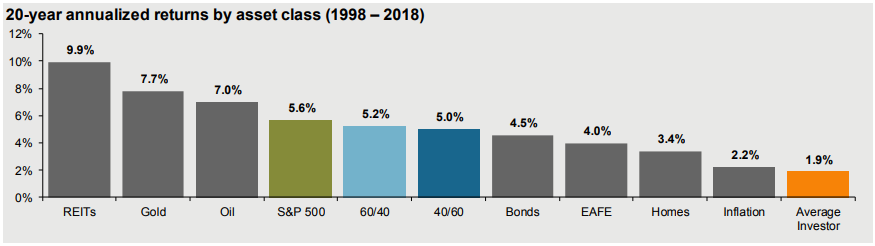 20-year annualized returns by asset class (1998 – 2018)
12%
10%
8%
6%
4%
2%
0%
9.9%
7.7%
7.0%
5.6%
5.2%
5.0%
4.5%
4.0%
3.4%
2.2%
1.9%
REITs
Gold
Oil
S&P 500
60/40
40/60
Bonds
EAFE
Homes
Inflation
Average
Investor